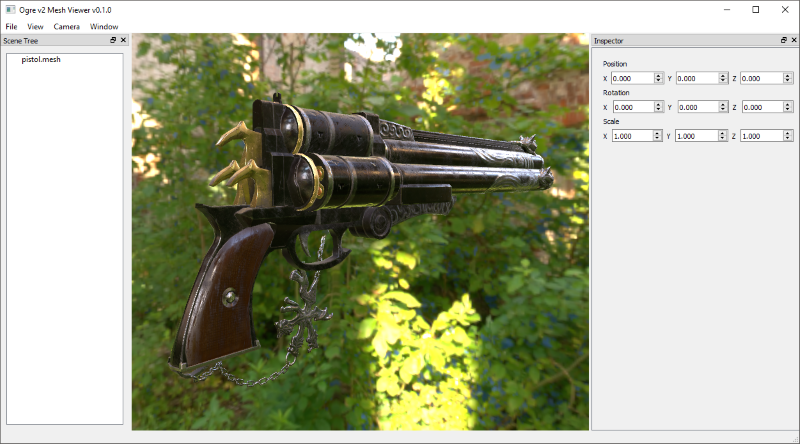 Ogre v2 Mesh Viewer v0.1.0
File View Camera Window
Scene Tree
pistol.mesh
Inspector
Position
X 0.000 Y 0.000 Z 0.000
Rotation
X 0.000 Y 0.000 Z 0.000
Scale
X 1.000 Y 1.000 Z 1.000